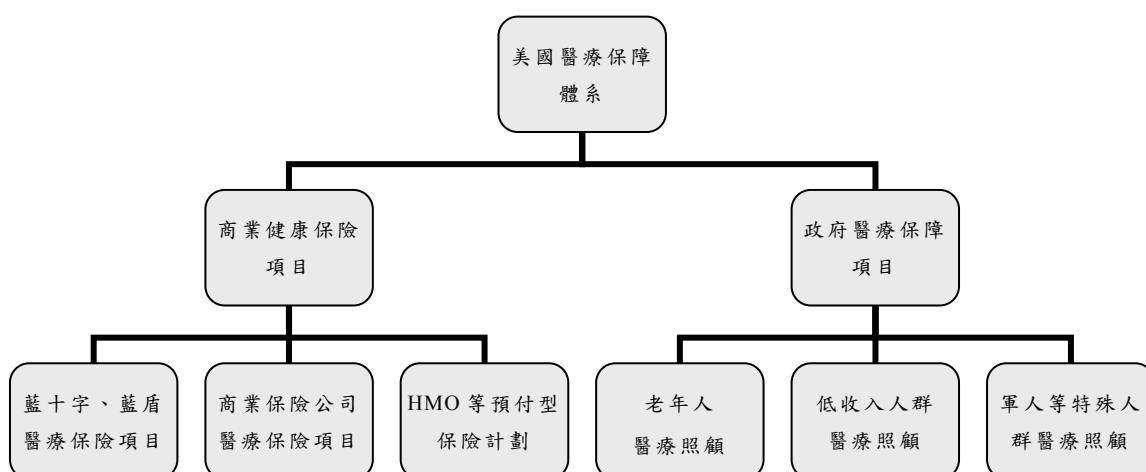 美國醫療保障
體系
商業健康保險
項目
政府醫療保障
項目
藍十字、藍盾
醫療保險項目
商業保險公司
醫療保險項目
HMO 等預付型
保險計劃
老年人
醫療照顧
低收入人群
醫療照顧
軍人等特殊人
群醫療照顧